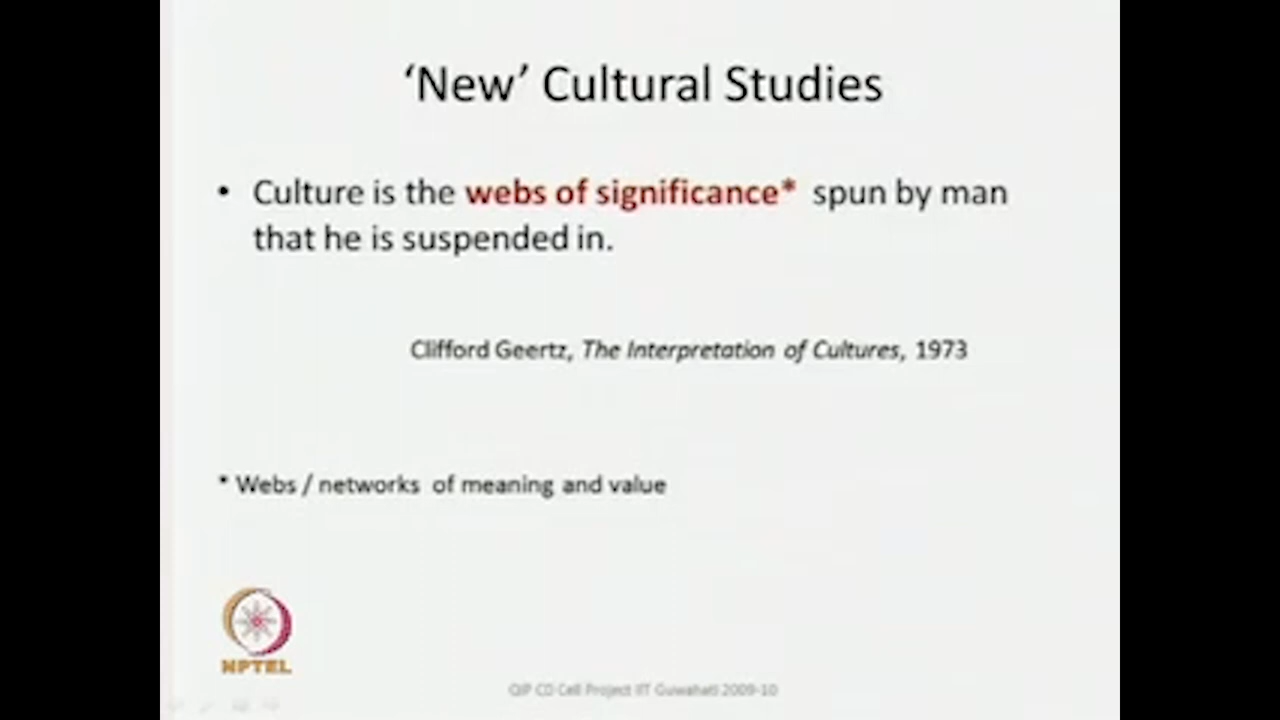 ‘New’ Cultural Studies
• Culture is the webs of significance* spun by man
that he is suspended in.
Clifford Geertz, The Interpretation of Cultures, 1973
* Webs / networks of meaning and value
NPTEL
QIP CD Cell Project IIT Guwahati 2009-10